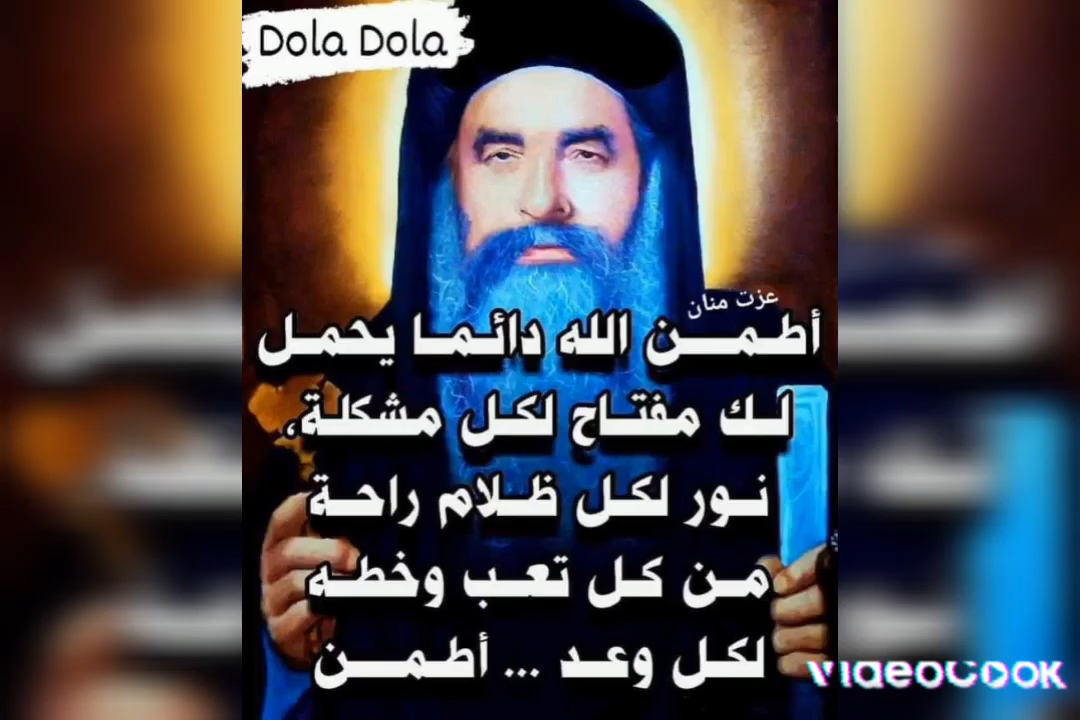 Dola Dola
عزت منان
أطمن الله دائما يحمل
لك مفتاح لكل مشكلة،
نور لكل ظلام راحة
من كل تعب وخطه
لكل وعد ... أطمن
VIDEOCOOK